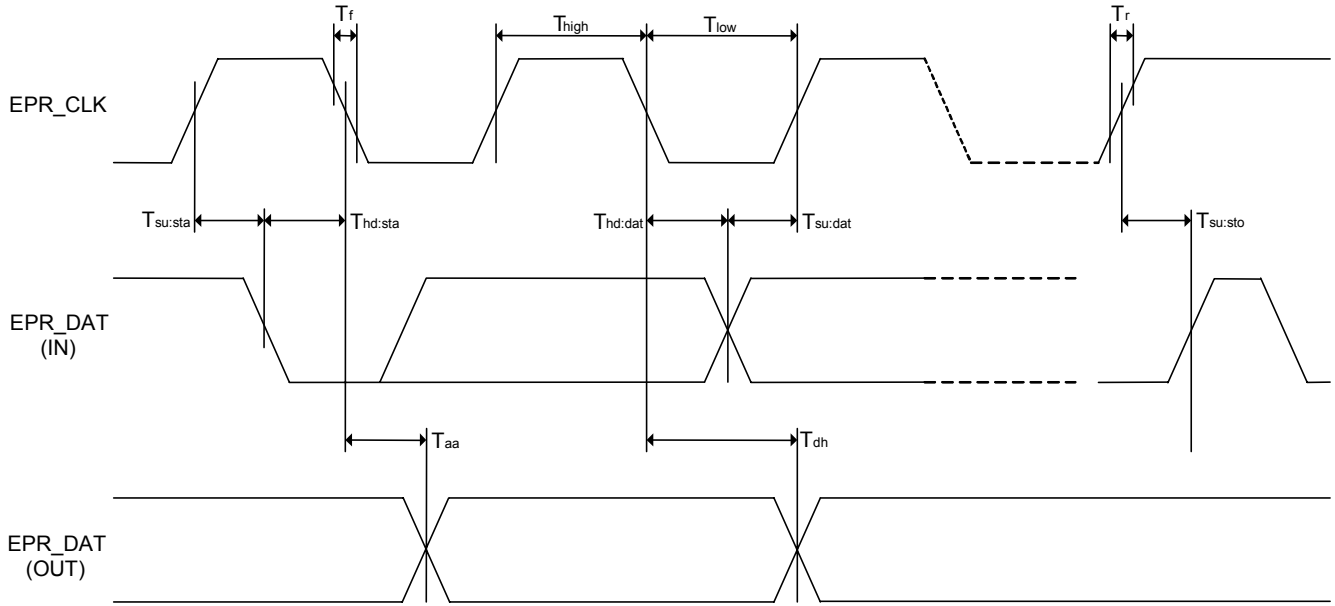 Tf
Thigh
Tlow
Tr
EPR_CLK
Tsu:sta
Thd:sta
Thd:dat
Tsu:dat
Tsu:sto
EPR_DAT
(IN)
Taa
Tdh
EPR_DAT
(OUT)